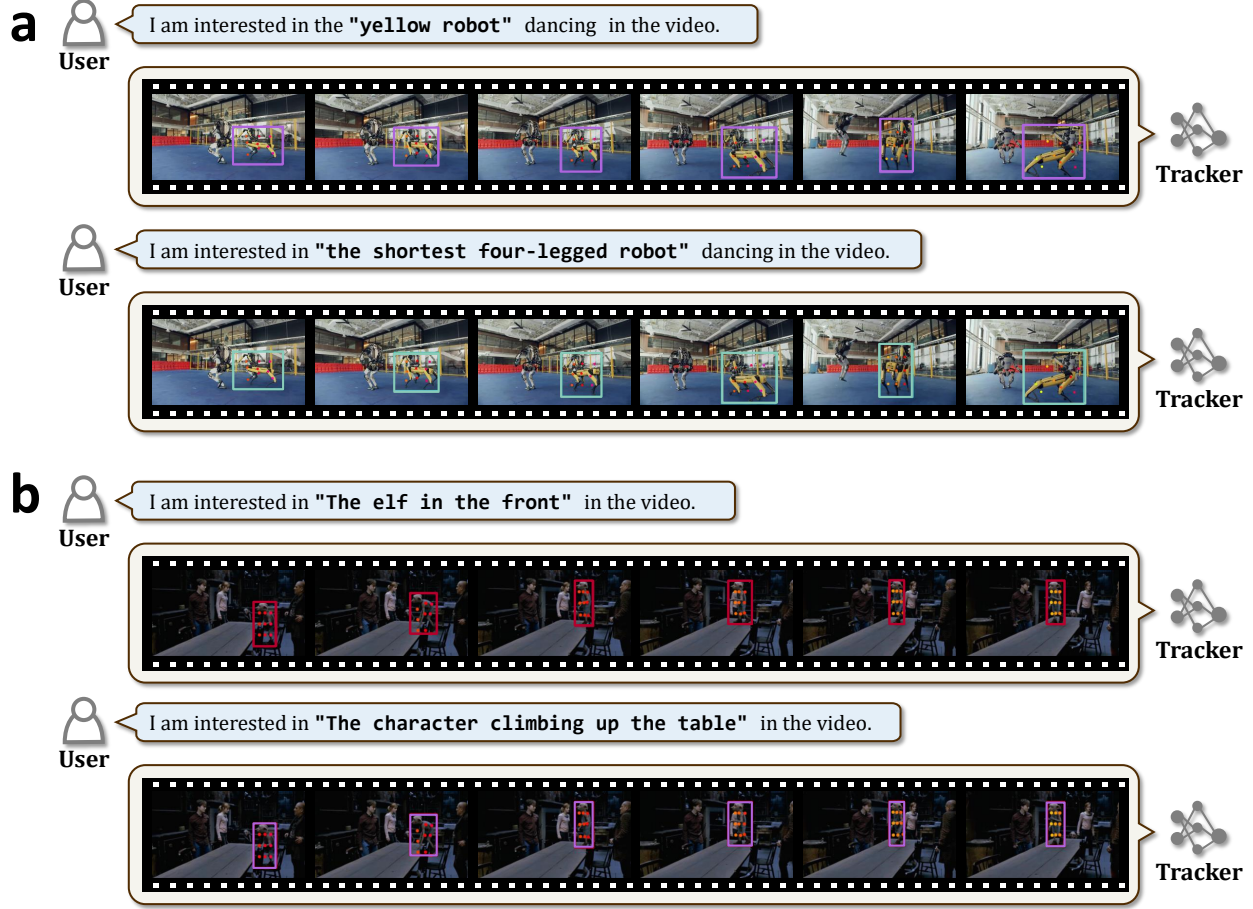 a
I am interested in the "yellow robot" dancing in the video.
User
Tracker
I am interested in "the shortest four-legged robot" dancing in the video.
User
Tracker
b
I am interested in "The elf in the front" in the video.
User
Tracker
I am interested in "The character climbing up the table" in the video.
User
Tracker